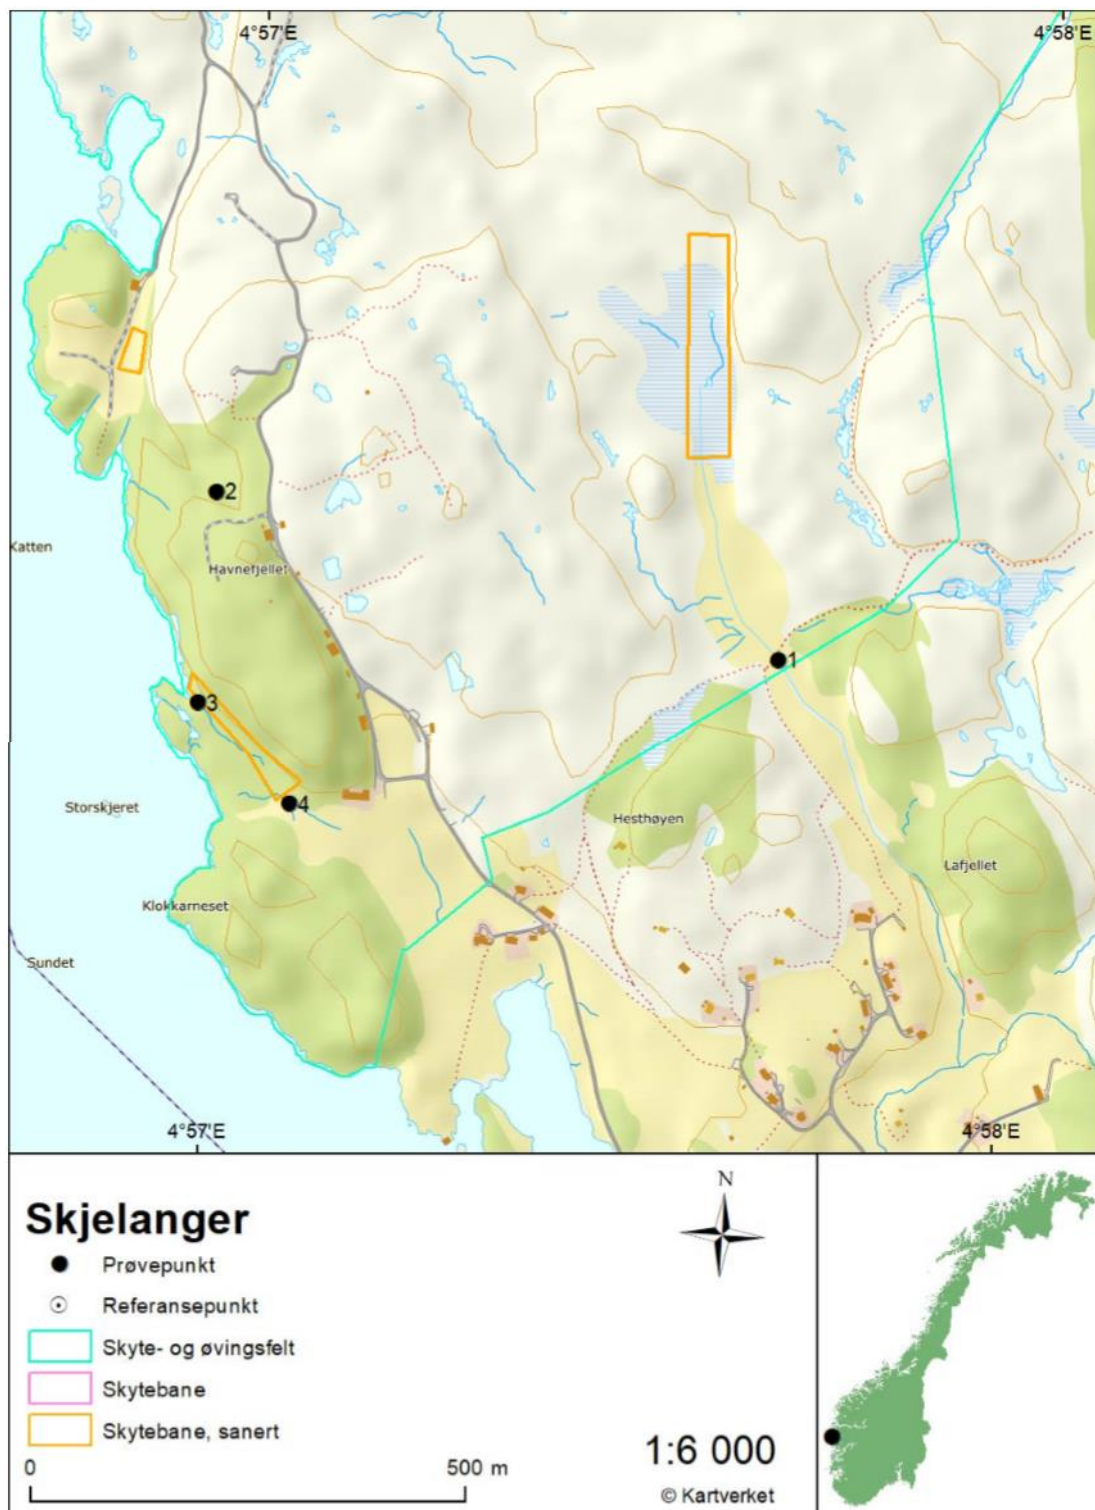 4°57'E
4°58'E
2
Katten
Havnefjellet
1
3
Storskjeret
4
Hesthøyen
Lafjellet
Klokkarneset
Sundet
4°57'E
4°58'E
N
Skjelanger
Prøvepunkt
Referansepunkt
Skyte- og øvingsfelt
Skytebane
Skytebane, sanert
0
500 m
1:6 000
© Kartverket